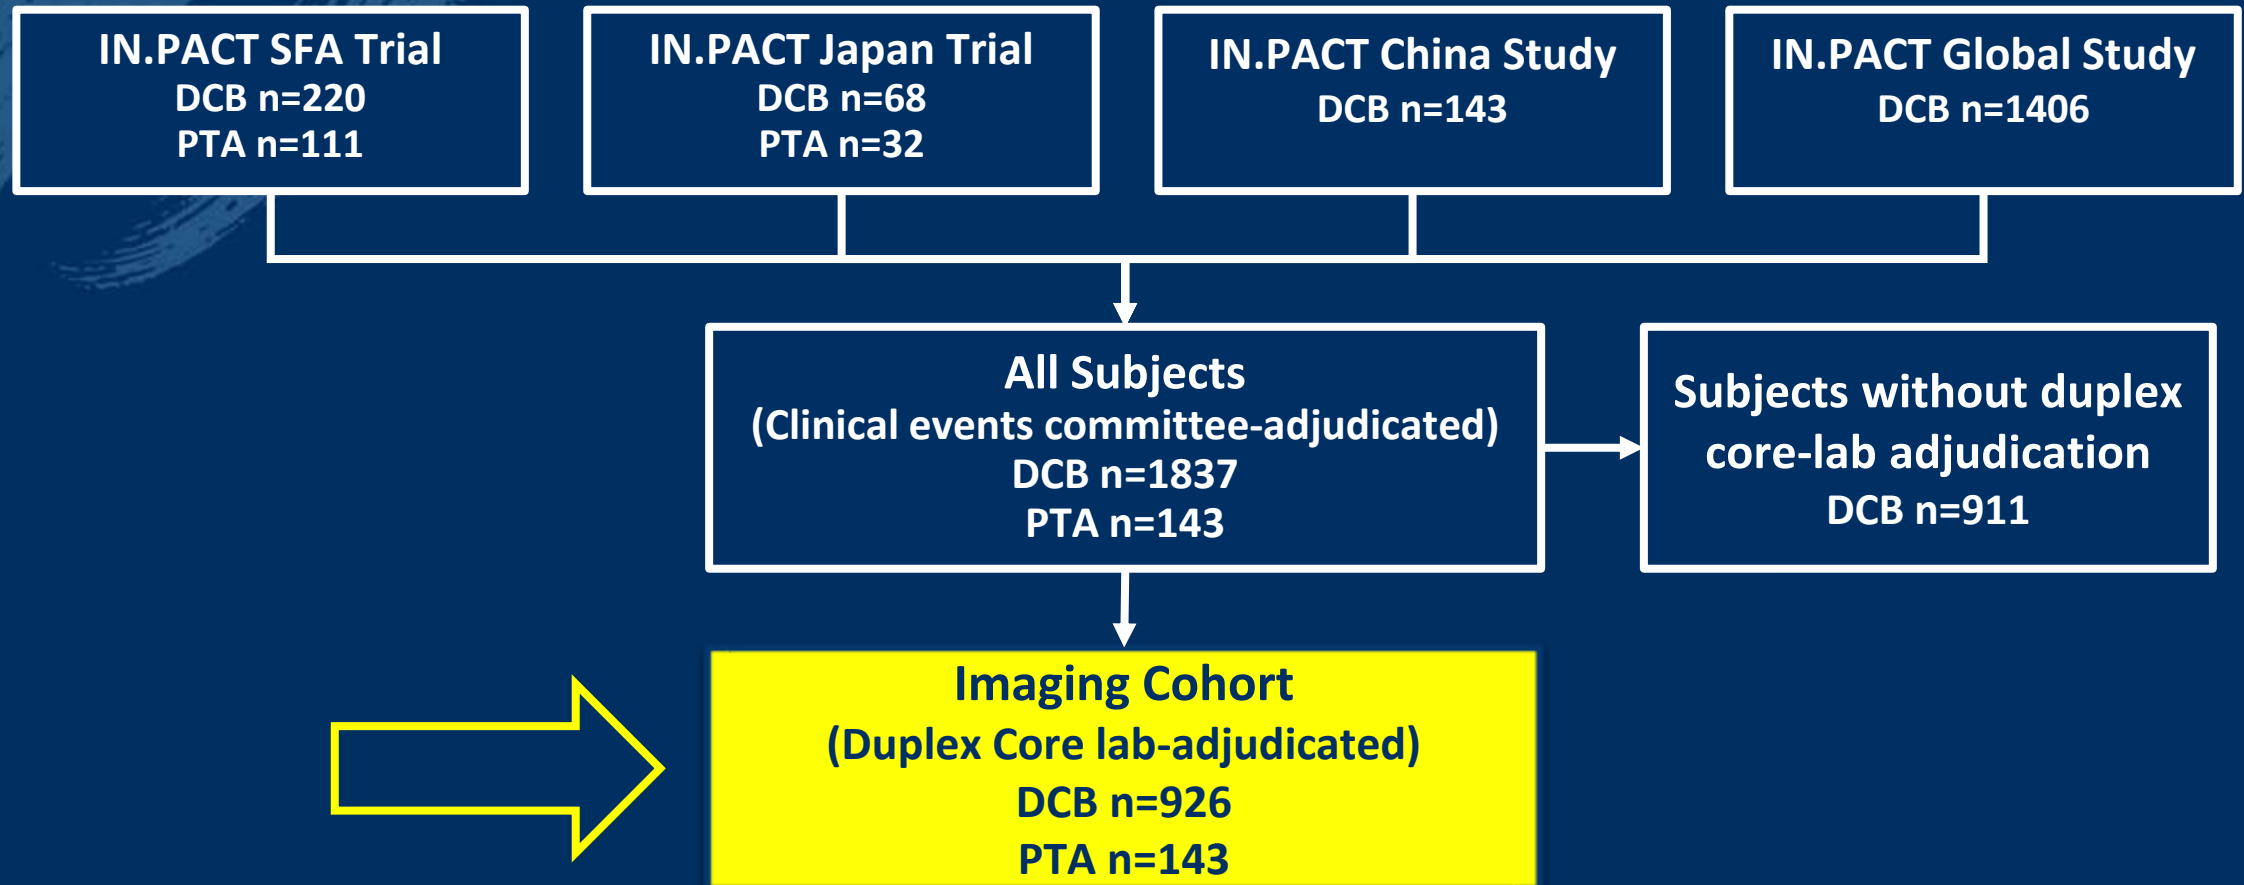 IN.PACT SFA Trial
DCB n=220
PTA n=111
IN.PACT Japan Trial
DCB n=68
PTA n=32
IN.PACT China Study
DCB n=143
IN.PACT Global Study
DCB n=1406
All Subjects
(Clinical events committee-adjudicated)
DCB n=1837
PTA n=143
Subjects without duplex
core-lab adjudication
DCB n=911
Imaging Cohort
(Duplex Core lab-adjudicated)
DCB n=926
PTA n=143